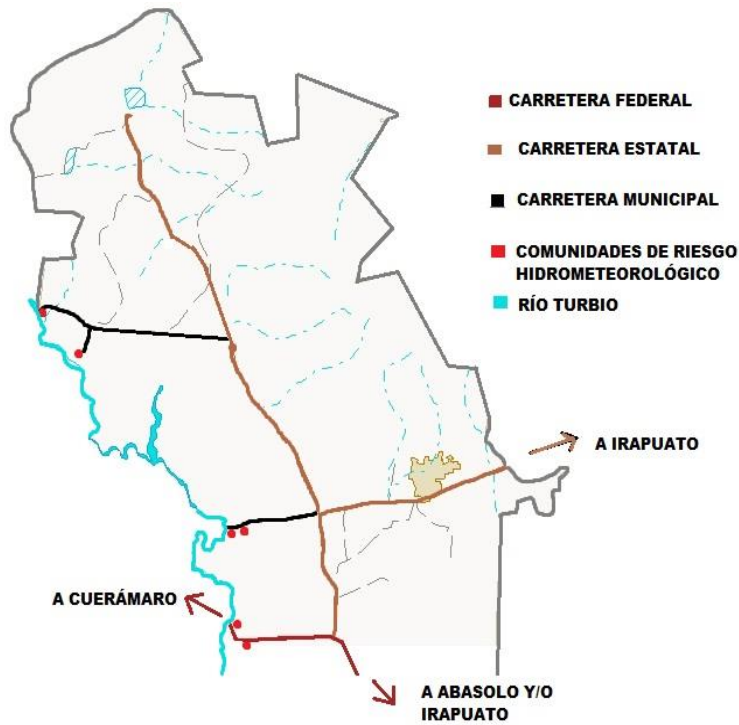 CARRETERA FEDERAL
CARRETERA ESTATAL
CARRETERA MUNICIPAL
COMUNIDADES DE RIESGO
HIDROMETEOROLÓGICO
RÍO TURBIO
A IRAPUATO
A CUERÁMARO
A ABASOLO Y/O
IRAPUATO